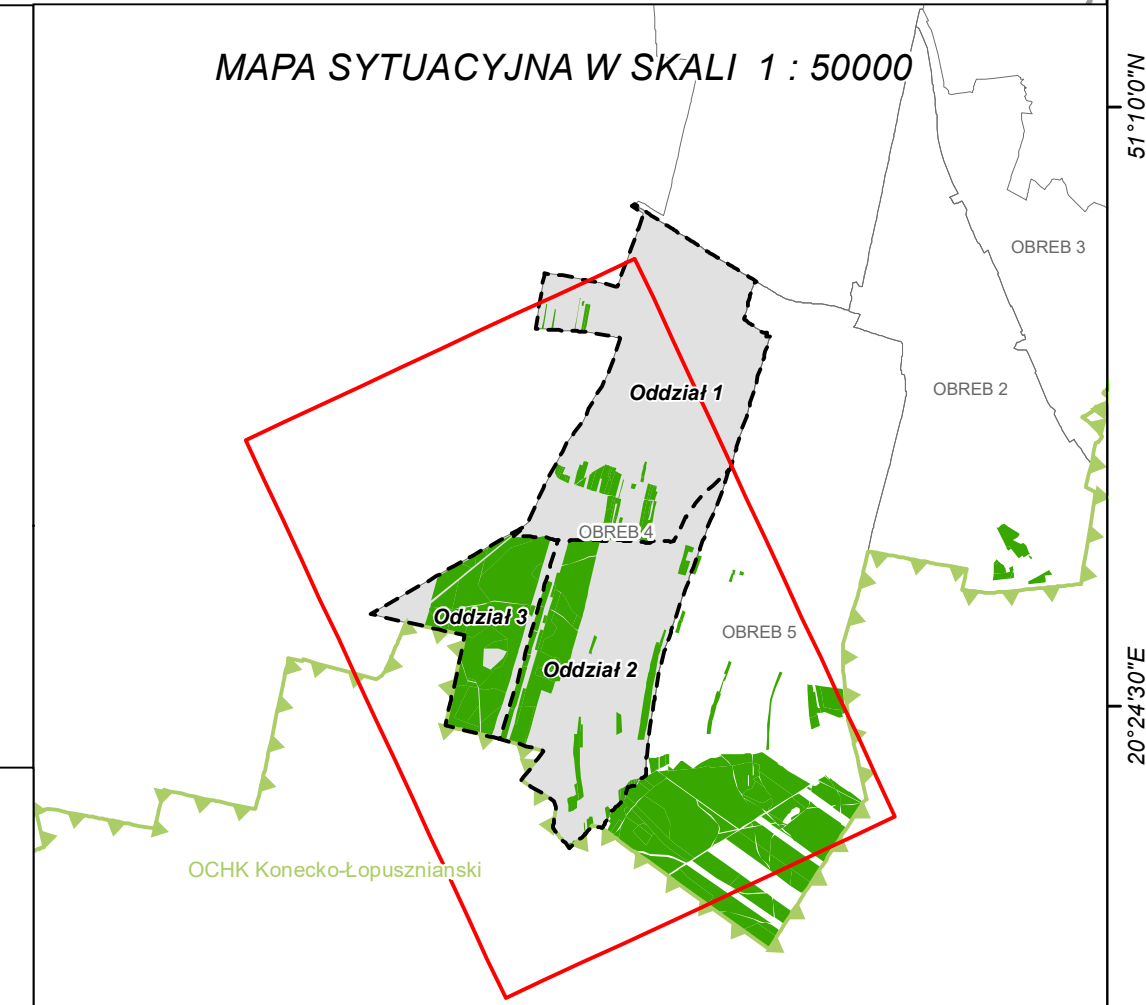 MAPA SYTUACYJNA W SKALI 1 : 50000
51°10'0"N
OBREB 3
OBREB 2
Oddział 1
OBREB 4
Oddział 3
OBREB 5
Oddział 2
20°24'30"E
OCHK Konecko-Łopusznianski